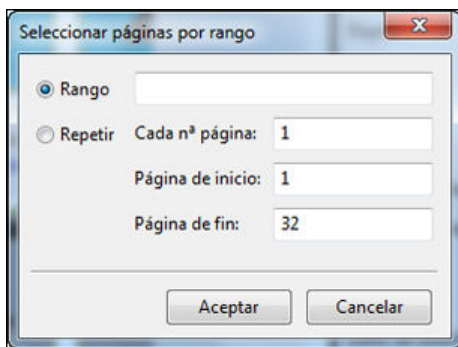 Seleccionar páginas por rango
Rango
Repetir Cada nª página: 1
Página de inicio: 1
Página de fin: 32
Aceptar Cancelar